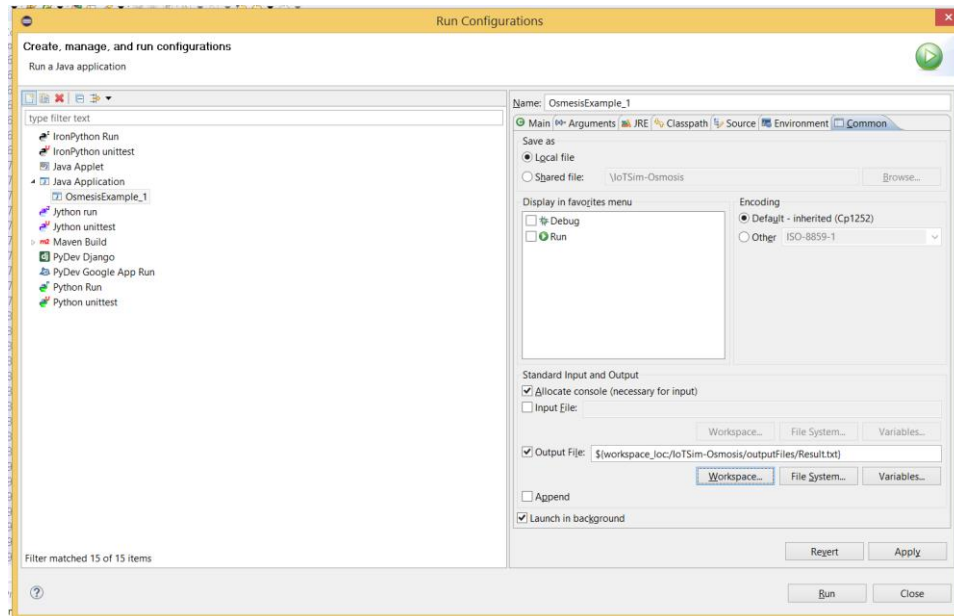 Run Configurations
Create, manage, and run configurations
Run a Java application
type filter text
IronPython Run
IronPython unittest
Java Applet
Java Application
OsmesisExample_1
Jython run
Jython unittest
Maven Build
PyDev Django
PyDev Google App Run
Python Run
Python unittest
Filter matched 15 of 15 items
Name: OsmesisExample_1
Main Arguments JRE Classpath Source Environment Common
Save as
Local file
Shared file: \IoTSim-Osmosis Browse...
Display in favorites menu
Debug
Run
Encoding
Default - inherited (Cp1252)
Other ISO-8859-1
Standard Input and Output
Allocate console (necessary for input)
Input File:
Workspace... File System... Variables...
Output File: ${workspace_loc:/IoTSim-Osmosis/outputFiles/Result.txt}
Workspace... File System... Variables...
Append
Launch in background
Revert Apply
Run Close